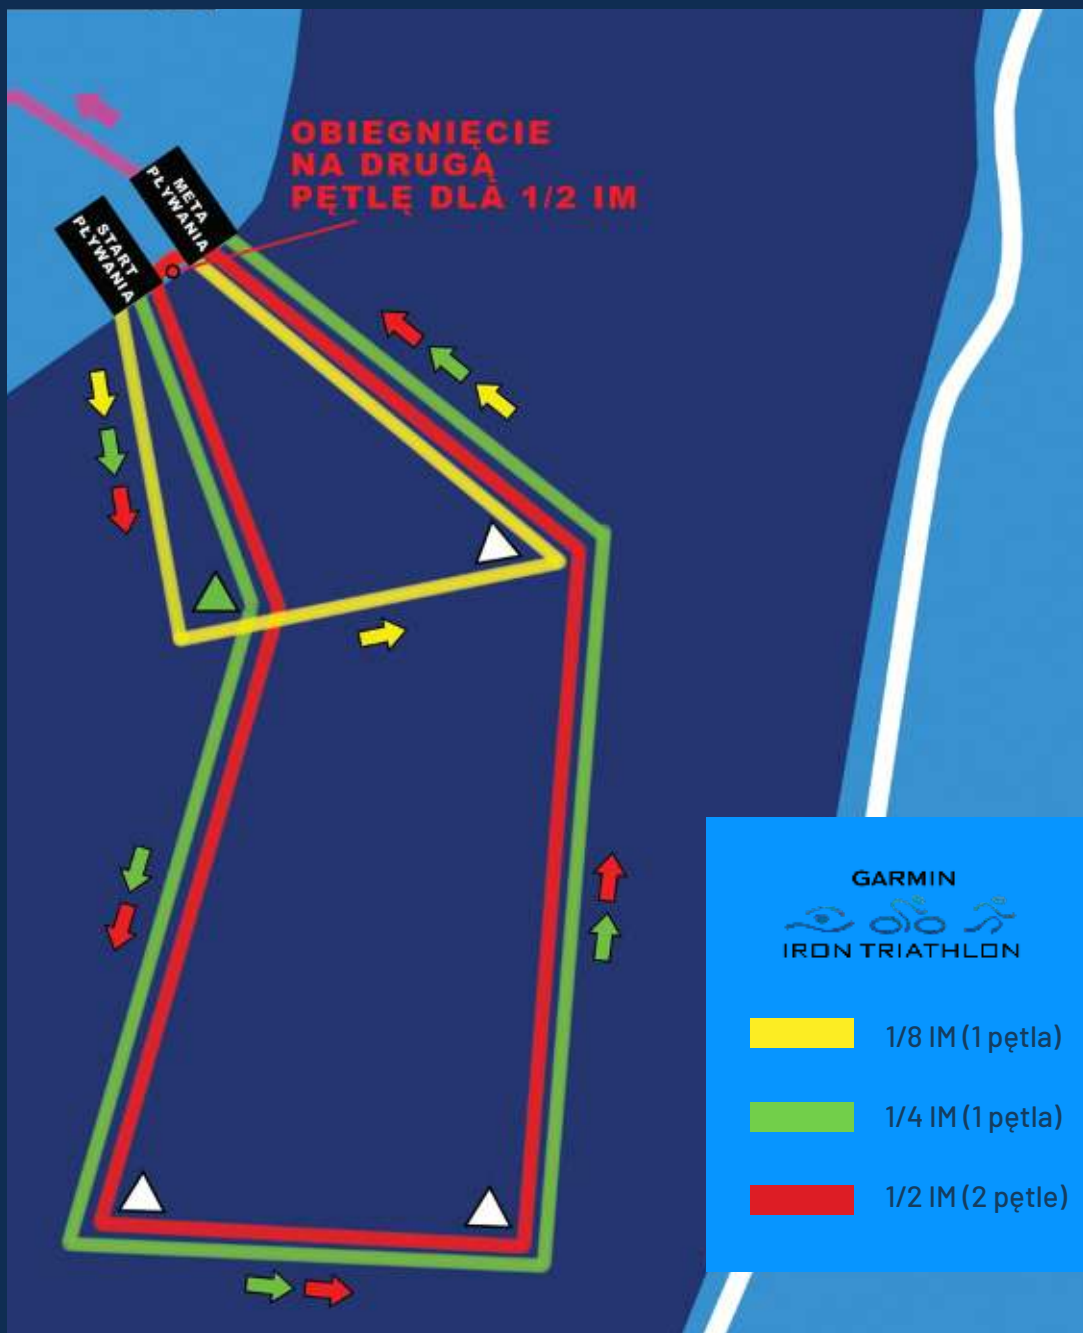 OBIEGNIĘCIE
NA DRUGĄ
PĘTLĘ DLA 1/2 IM
META
PŁYWANIA
START
PŁYWANIA
GARMIN
IRON TRIATHLON
1/8 IM (1 pętla)
1/4 IM (1 pętla)
1/2 IM (2 pętle)